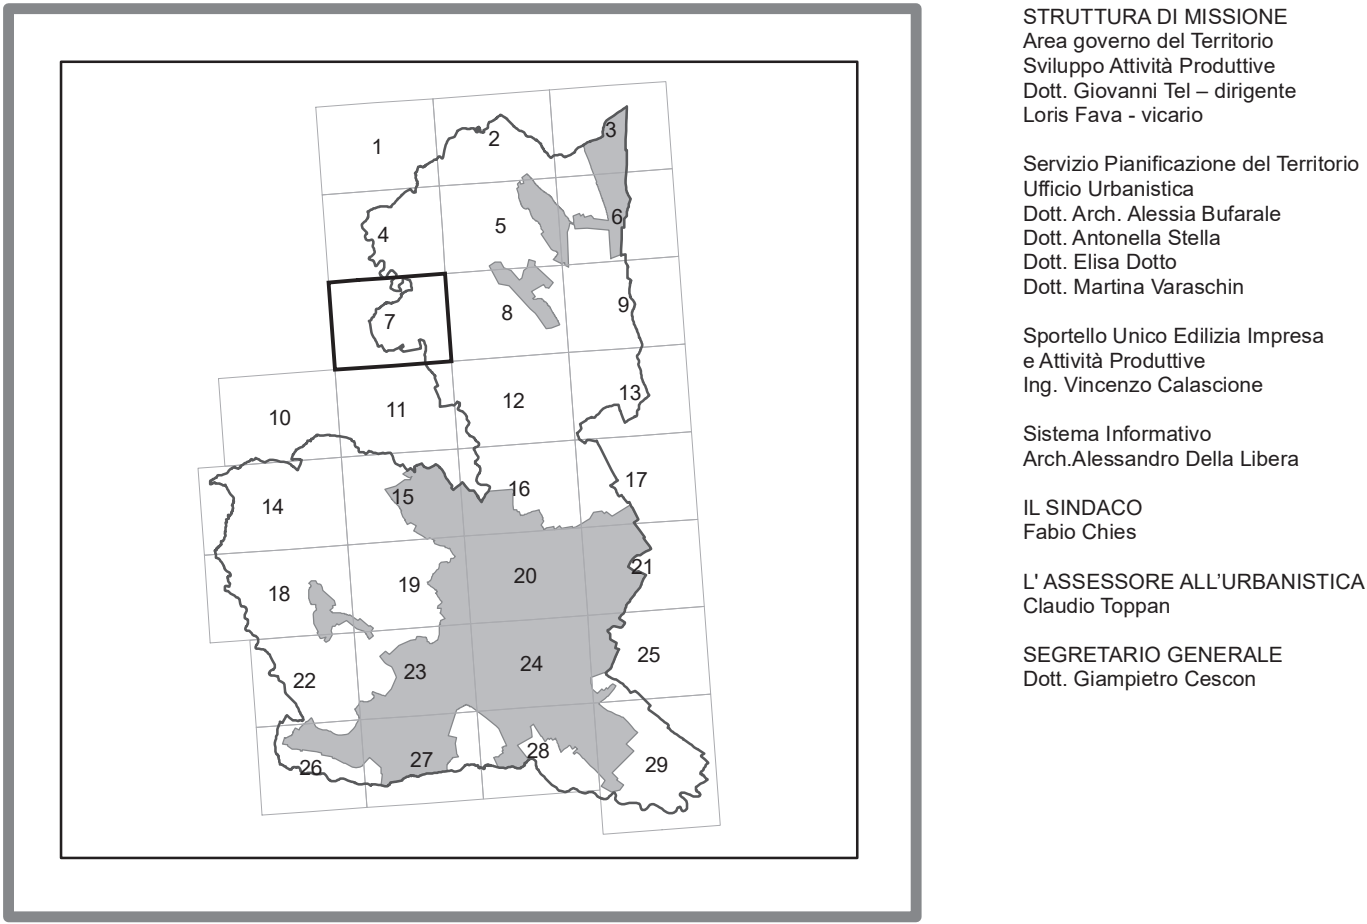 1
2
3
4
5
6
7
8
9
10
11
12
13
14
15
16
17
18
19
20
21
22
23
24
25
26
27
28
29
STRUTTURA DI MISSIONE
Area governo del Territorio
Sviluppo Attività Produttive
Dott. Giovanni Tel – dirigente
Loris Fava - vicario
Servizio Pianificazione del Territorio
Ufficio Urbanistica
Dott. Arch. Alessia Bufarale
Dott. Antonella Stella
Dott. Elisa Dotto
Dott. Martina Varaschin
Sportello Unico Edilizia Impresa
e Attività Produttive
Ing. Vincenzo Calascione
Sistema Informativo
Arch.Alessandro Della Libera
IL SINDACO
Fabio Chies
L' ASSESSORE ALL’URBANISTICA
Claudio Toppan
SEGRETARIO GENERALE
Dott. Giampietro Cescon